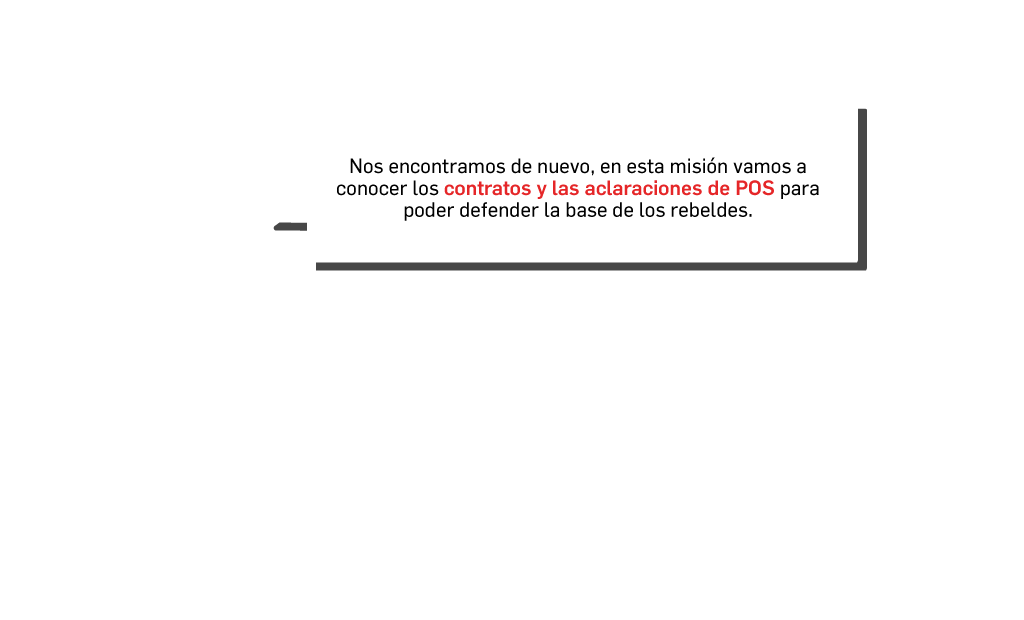 Nos encontramos de nuevo, en esta misión vamos a
conocer los contratos y las aclaraciones de POS para
poder defender la base de los rebeldes.